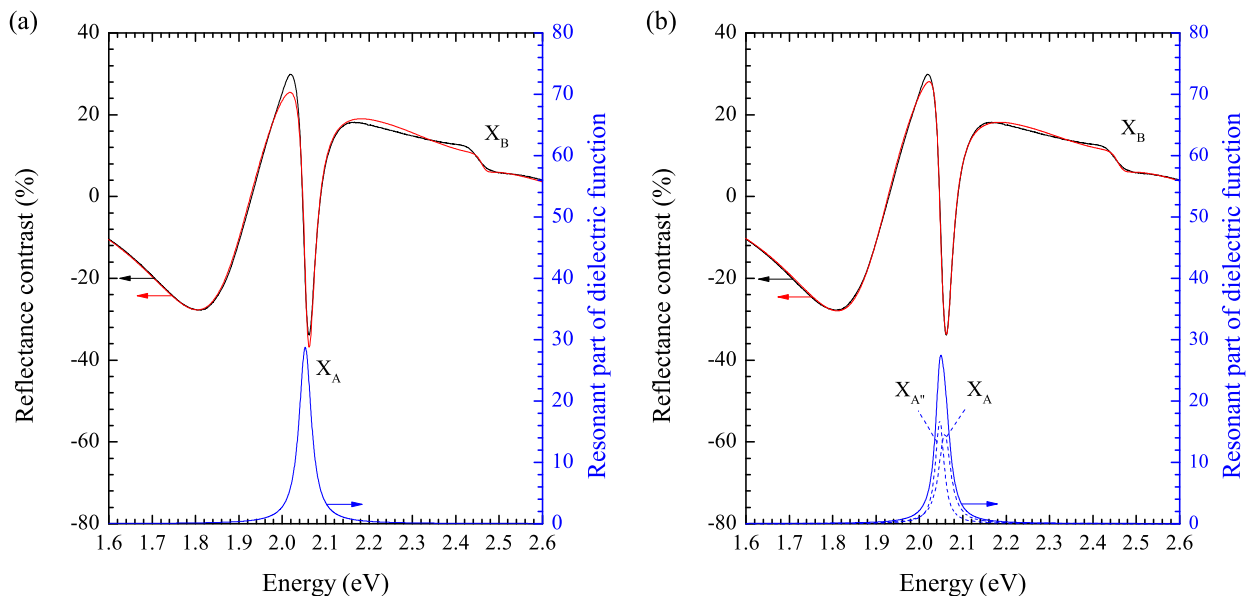 (a)
Reflectance contrast (%)
40
20
0
-20
-40
-60
-80
X_B
X_A
80
70
60
50
40
30
20
10
0
Resonant part of dielectric function
1.6 1.7 1.8 1.9 2.0 2.1 2.2 2.3 2.4 2.5 2.6
Energy (eV)
(b)
Reflectance contrast (%)
40
20
0
-20
-40
-60
-80
X_B
X_A" X_A
80
70
60
50
40
30
20
10
0
Resonant part of dielectric function
1.6 1.7 1.8 1.9 2.0 2.1 2.2 2.3 2.4 2.5 2.6
Energy (eV)